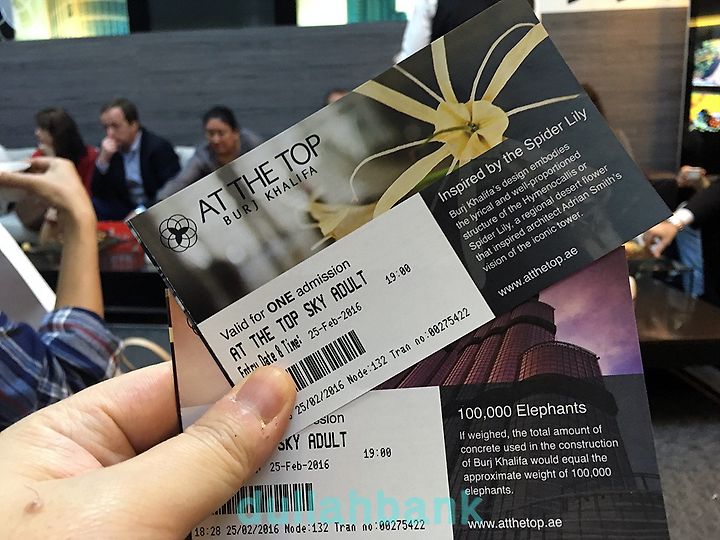 AT THE TOP
BURJ KHALIFA
Inspired by the Spider Lily
Burj Khalifa's design embodies
the lyrical and well-proportioned
structure of the Hymenocallis or
Spider Lily, a regional desert flower
that inspired architect Adrian Smith's
vision of the iconic tower.
www.atthetop.ae
Valid for ONE admission
AT THE TOP SKY ADULT
Entry Date & Time: 25-Feb-2016 19:00
25/02/2016 Node:132 Tran no:00275422
100,000 Elephants
If weighed, the total amount of
concrete used in the construction
of Burj Khalifa would equal the
approximate weight of 100,000
elephants.
www.atthetop.ae
SKY ADULT
25-Feb-2016 19:00
18:28 25/02/2016 Node:132 Tran no:00275422
dullahbank